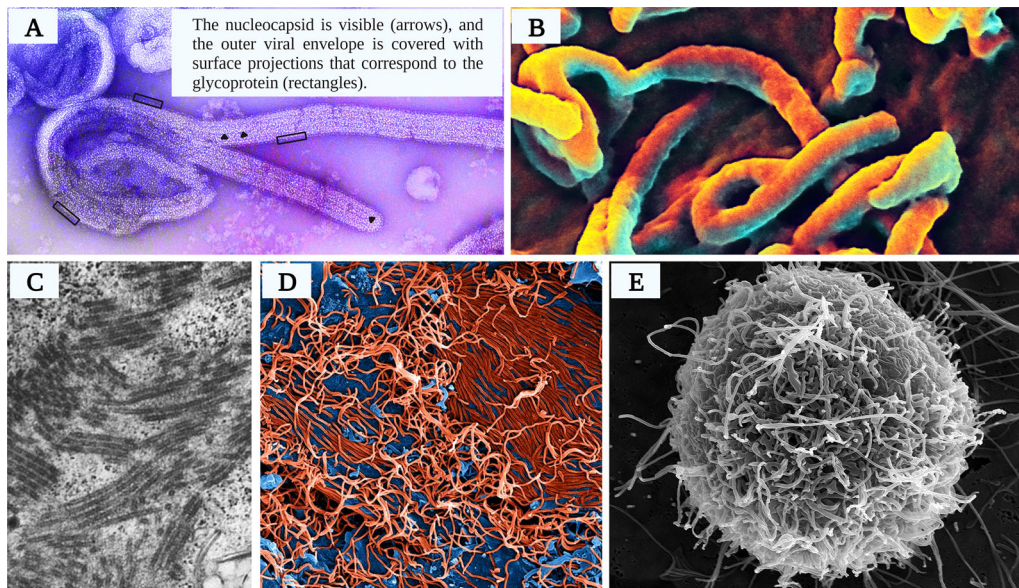 A
The nucleocapsid is visible (arrows), and
the outer viral envelope is covered with
surface projections that correspond to the
glycoprotein (rectangles).
B
C
D
E